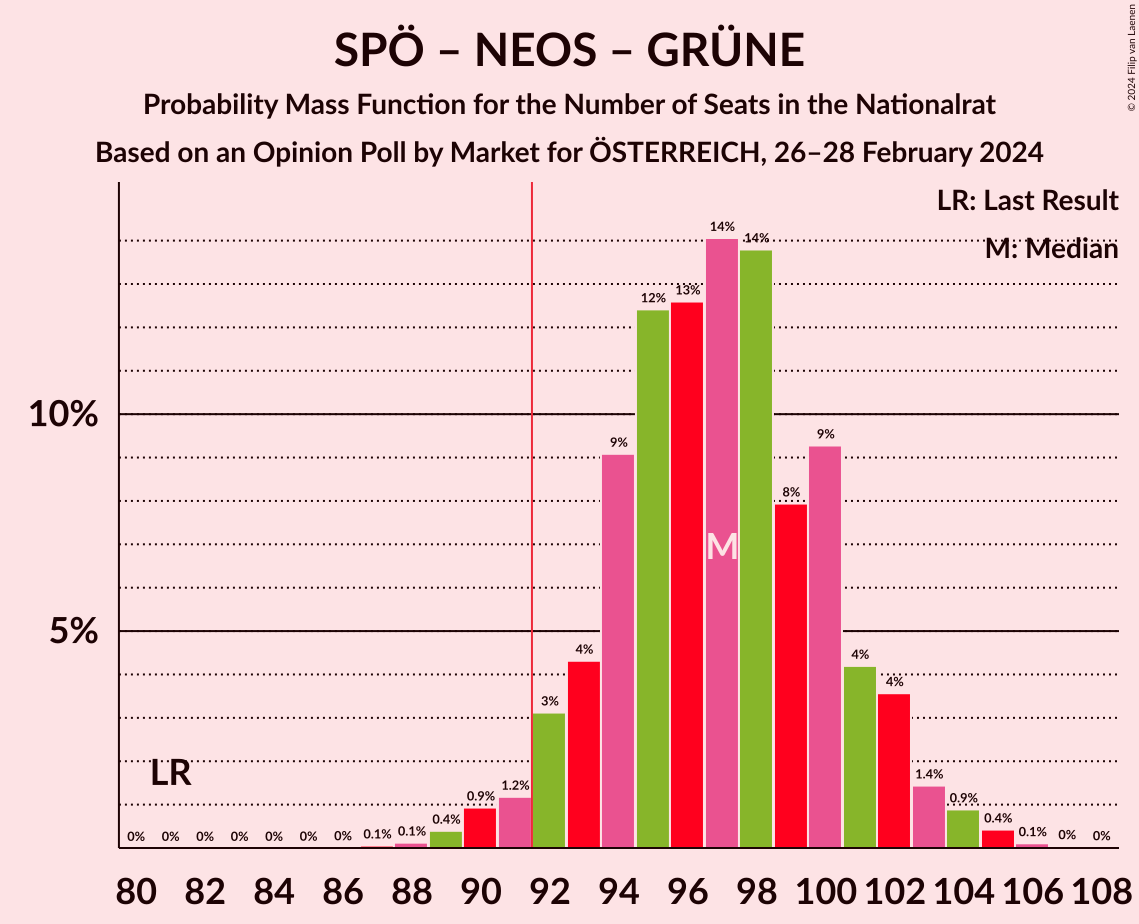 SPÖ – NEOS – GRÜNE
Probability Mass Function for the Number of Seats in the Nationalrat
Based on an Opinion Poll by Market for ÖSTERREICH, 26–28 February 2024
© 2024 Filip van Laenen
LR: Last Result
M: Median
10%
5%
LR
M
0% 0% 0% 0% 0% 0% 0% 0.1% 0.1% 0.4% 0.9% 1.2% 3% 4% 9% 12% 13% 14% 14% 8% 9% 4% 4% 1.4% 0.9% 0.4% 0.1% 0% 0%
80 82 84 86 88 90 92 94 96 98 100 102 104 106 108